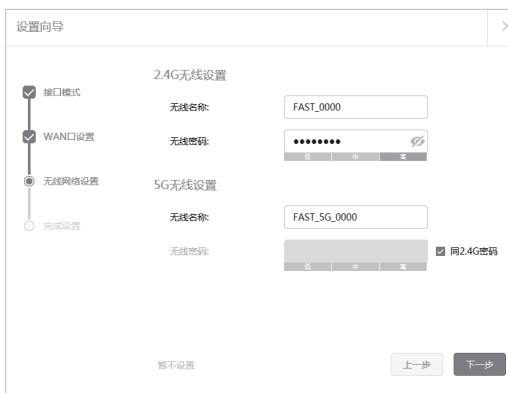 设置向导
接口模式
WAN口设置
无线网络设置
完成设置
2.4G无线设置
无线名称: FAST_0000
无线密码: ••••••••
低 中 高
5G无线设置
无线名称: FAST_5G_0000
无线密码: 同2.4G密码
低 中 高
暂不设置 上一步 下一步